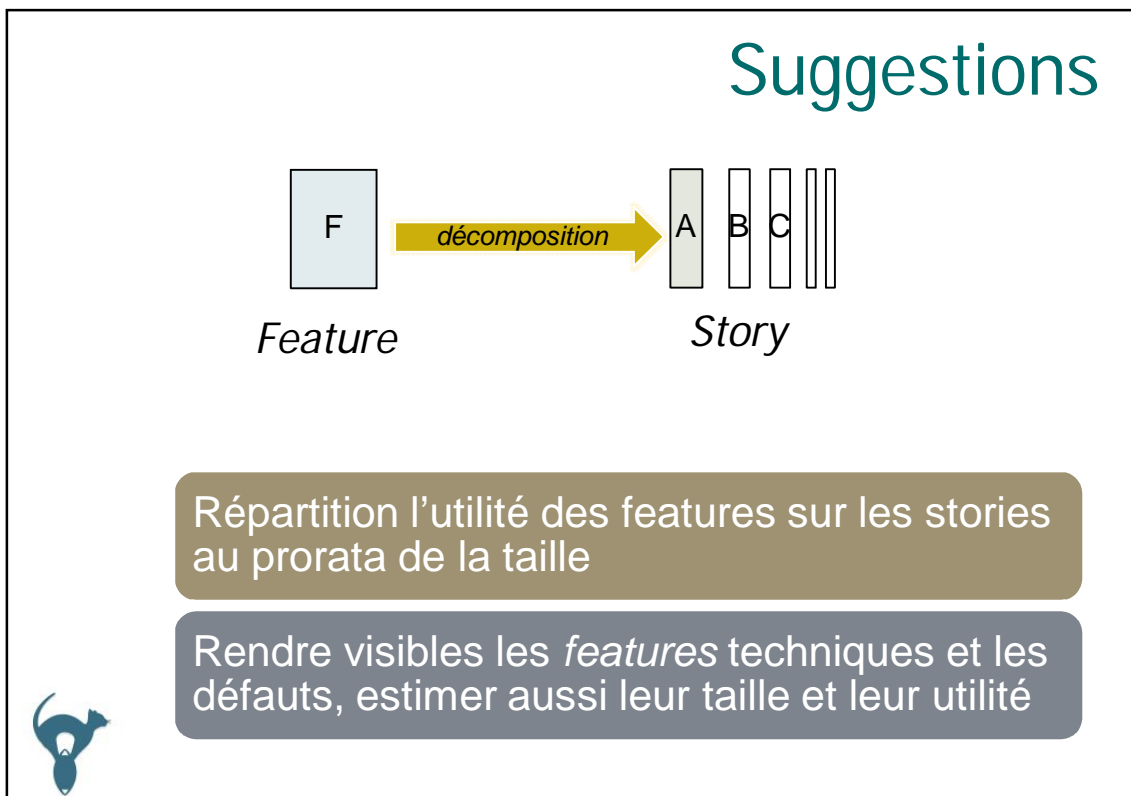 Suggestions
F
décomposition
A
B
C
Feature
Story
Répartition l’utilité des features sur les stories
au prorata de la taille
Rendre visibles les features techniques et les
défauts, estimer aussi leur taille et leur utilité